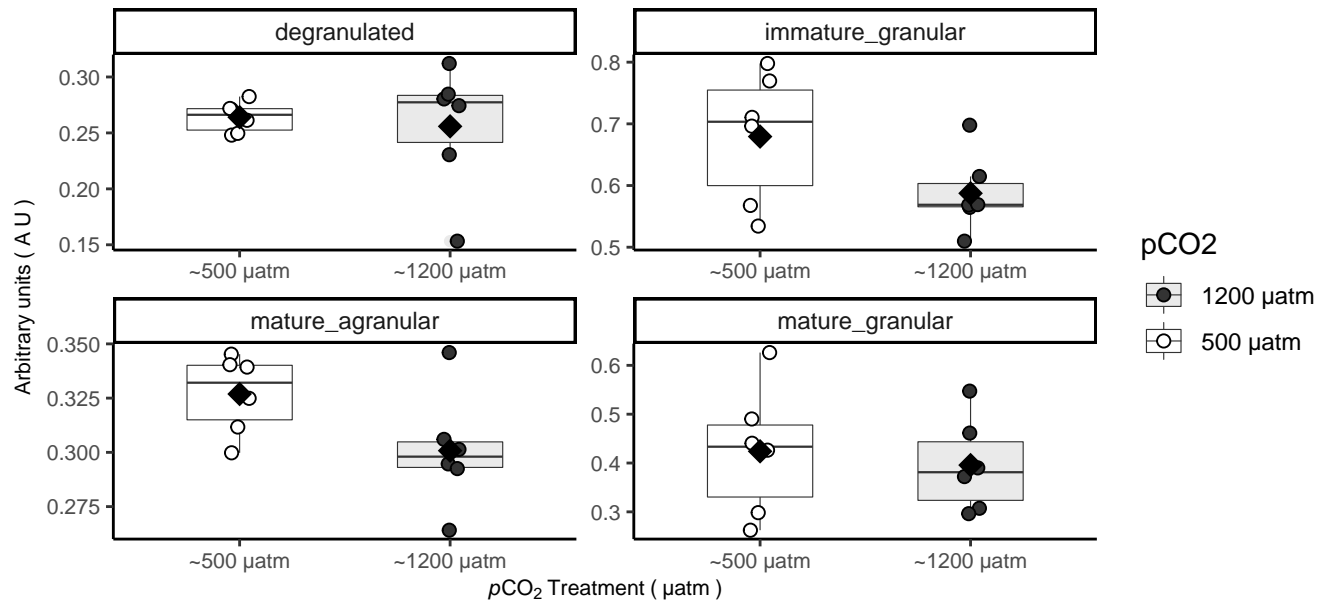 degranulated
immature_granular
0.30
0.25
0.20
0.15
0.8
0.7
0.6
0.5
~500 µatm
~1200 µatm
~500 µatm
~1200 µatm
mature_agranular
mature_granular
0.350
0.325
0.300
0.275
0.6
0.5
0.4
0.3
~500 µatm
~1200 µatm
~500 µatm
~1200 µatm
Arbitrary units ( A U )
pCO₂ Treatment ( µatm )
pCO2
1200 µatm
500 µatm